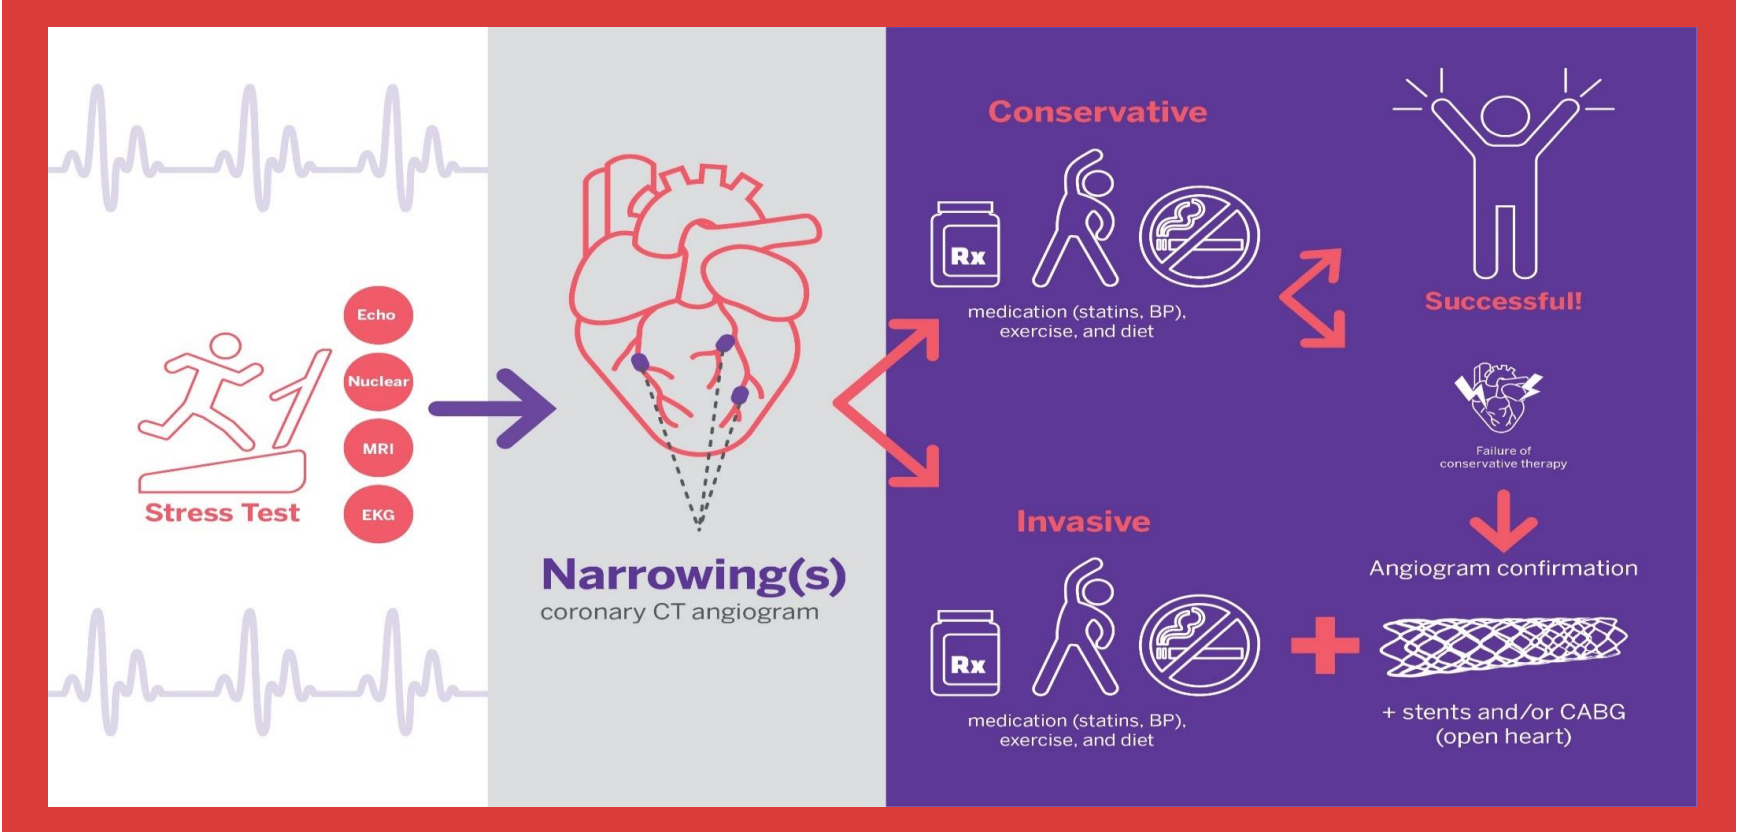 Echo
Nuclear
MRI
EKG
Stress Test
Narrowing(s)
coronary CT angiogram
Conservative
Rx
medication (statins, BP),
exercise, and diet
Successful!
Failure of
conservative therapy
Angiogram confirmation
Invasive
Rx
medication (statins, BP),
exercise, and diet
+ stents and/or CABG
(open heart)